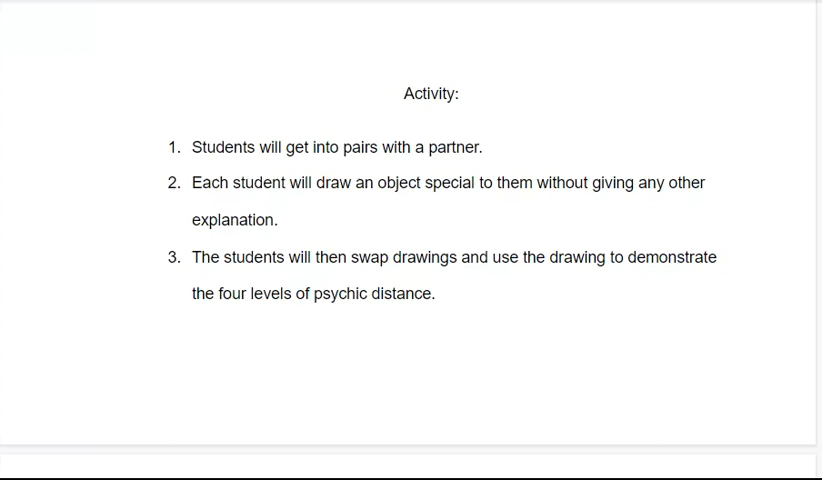 Activity:
1. Students will get into pairs with a partner.
2. Each student will draw an object special to them without giving any other
explanation.
3. The students will then swap drawings and use the drawing to demonstrate
the four levels of psychic distance.